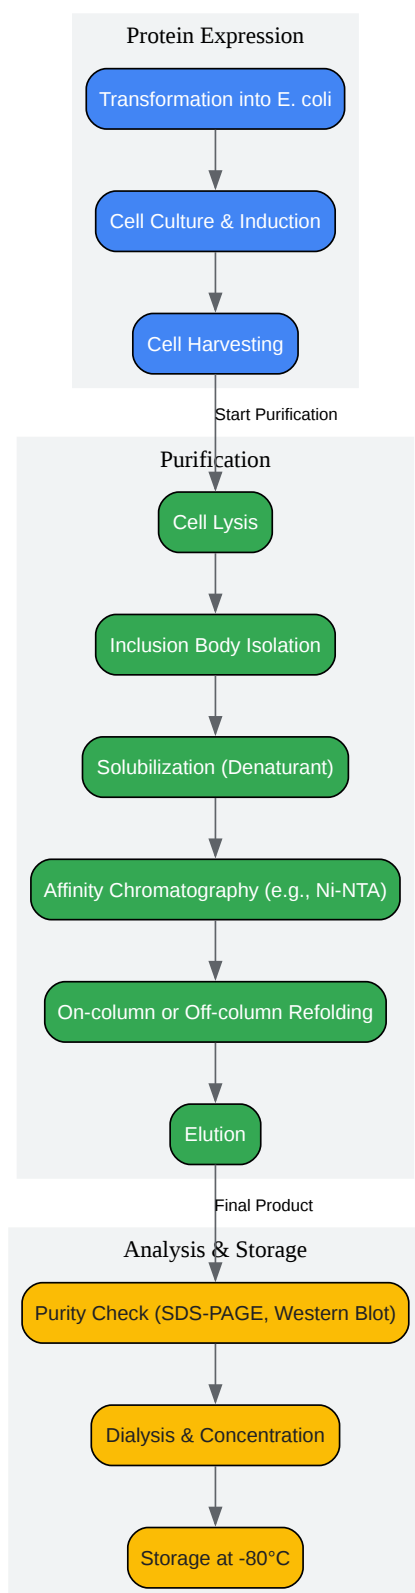 Protein Expression
Transformation into E. coli
Cell Culture & Induction
Cell Harvesting
Start Purification
Purification
Cell Lysis
Inclusion Body Isolation
Solubilization (Denaturant)
Affinity Chromatography (e.g., Ni-NTA)
On-column or Off-column Refolding
Elution
Final Product
Analysis & Storage
Purity Check (SDS-PAGE, Western Blot)
Dialysis & Concentration
Storage at -80°C